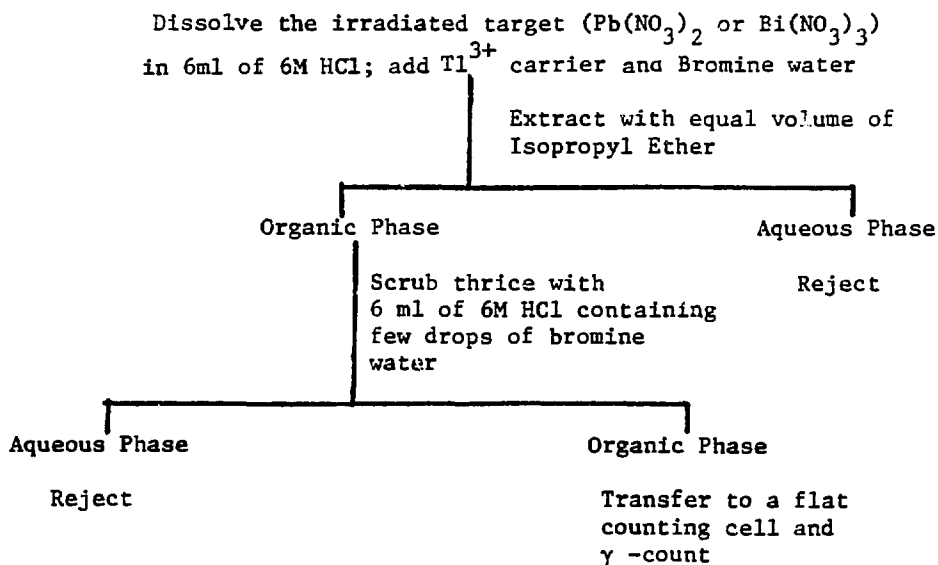 Dissolve the irradiated target (Pb(NO3)2 or Bi(NO3)3)
in 6ml of 6M HCl; add Tl3+ carrier and Bromine water
Extract with equal volume of
Isopropyl Ether
Organic Phase
Aqueous Phase
Scrub thrice with
6 ml of 6M HCl containing
few drops of bromine
water
Reject
Aqueous Phase
Reject
Organic Phase
Transfer to a flat
counting cell and
γ -count